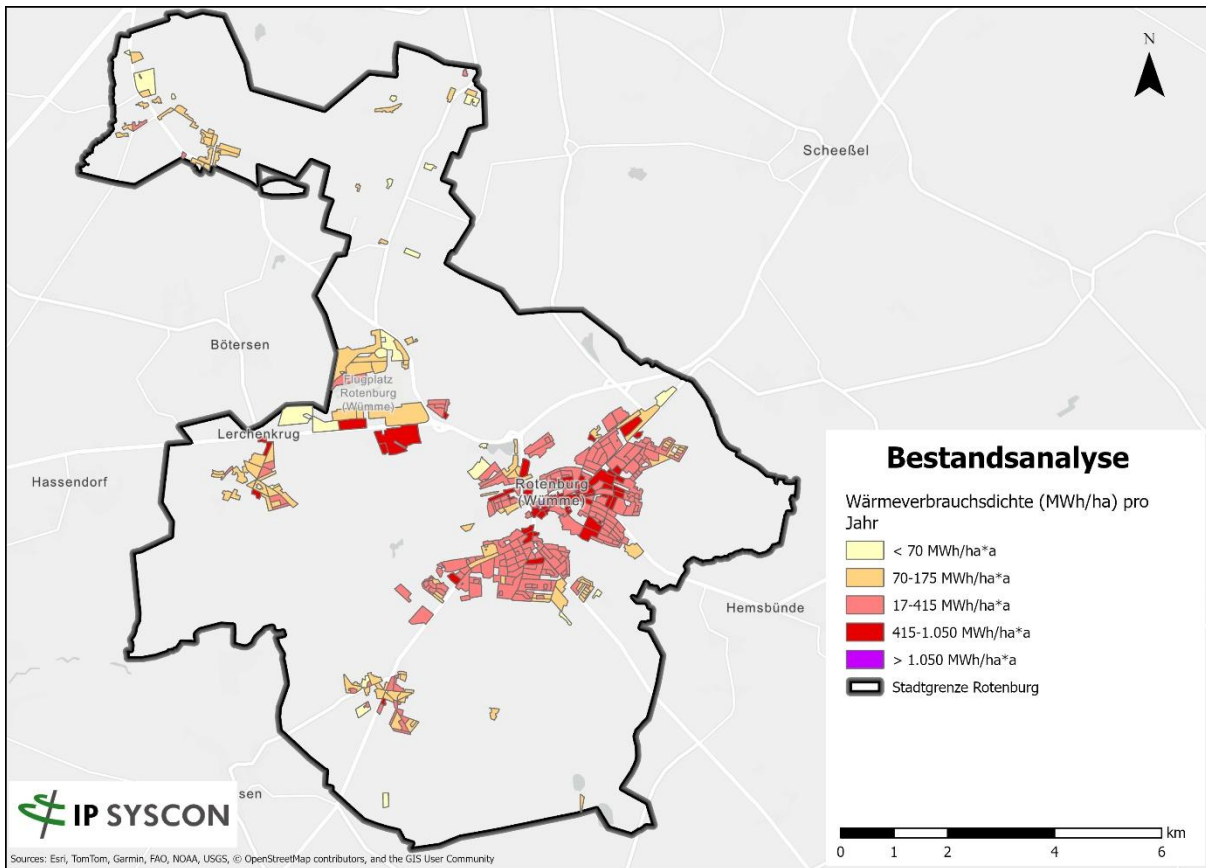 N
Scheeßel
Bötersen
Flugplatz
Rotenburg
(Wümme)
Lerchenkrug
Hassendorf
Rotenburg
(Wümme)
Hemsbünde
sen
Bestandsanalyse
Wärmeverbrauchsdichte (MWh/ha) pro
Jahr
< 70 MWh/ha*a
70-175 MWh/ha*a
17-415 MWh/ha*a
415-1.050 MWh/ha*a
> 1.050 MWh/ha*a
Stadtgrenze Rotenburg
km
0 1 2 4 6
IP SYSCON
Sources: Esri, TomTom, Garmin, FAO, NOAA, USGS, © OpenStreetMap contributors, and the GIS User Community